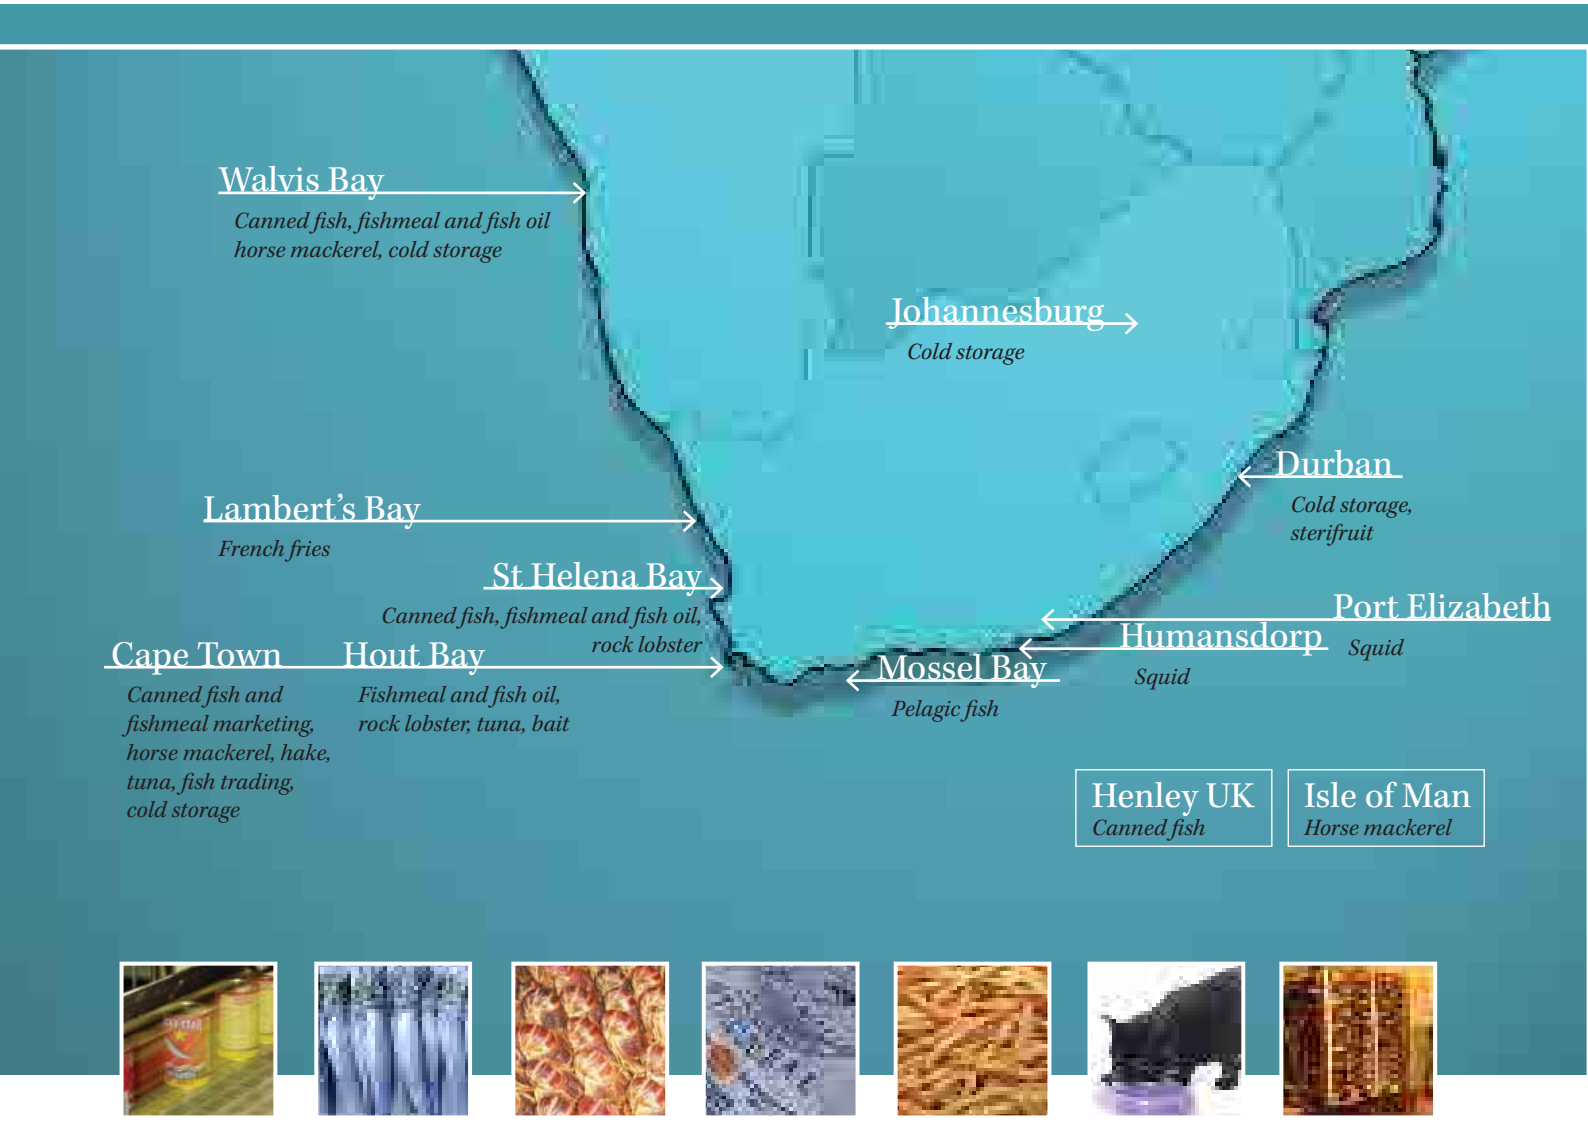 Walvis Bay
Canned fish, fishmeal and fish oil
horse mackerel, cold storage
Johannesburg
Cold storage
Durban
Cold storage,
sterifruit
Lambert’s Bay
French fries
St Helena Bay
Canned fish, fishmeal and fish oil,
rock lobster
Port Elizabeth
Squid
Humansdorp
Squid
Cape Town
Canned fish and
fishmeal marketing,
horse mackerel, hake,
tuna, fish trading,
cold storage
Hout Bay
Fishmeal and fish oil,
rock lobster, tuna, bait
Mossel Bay
Pelagic fish
Henley UK
Canned fish
Isle of Man
Horse mackerel